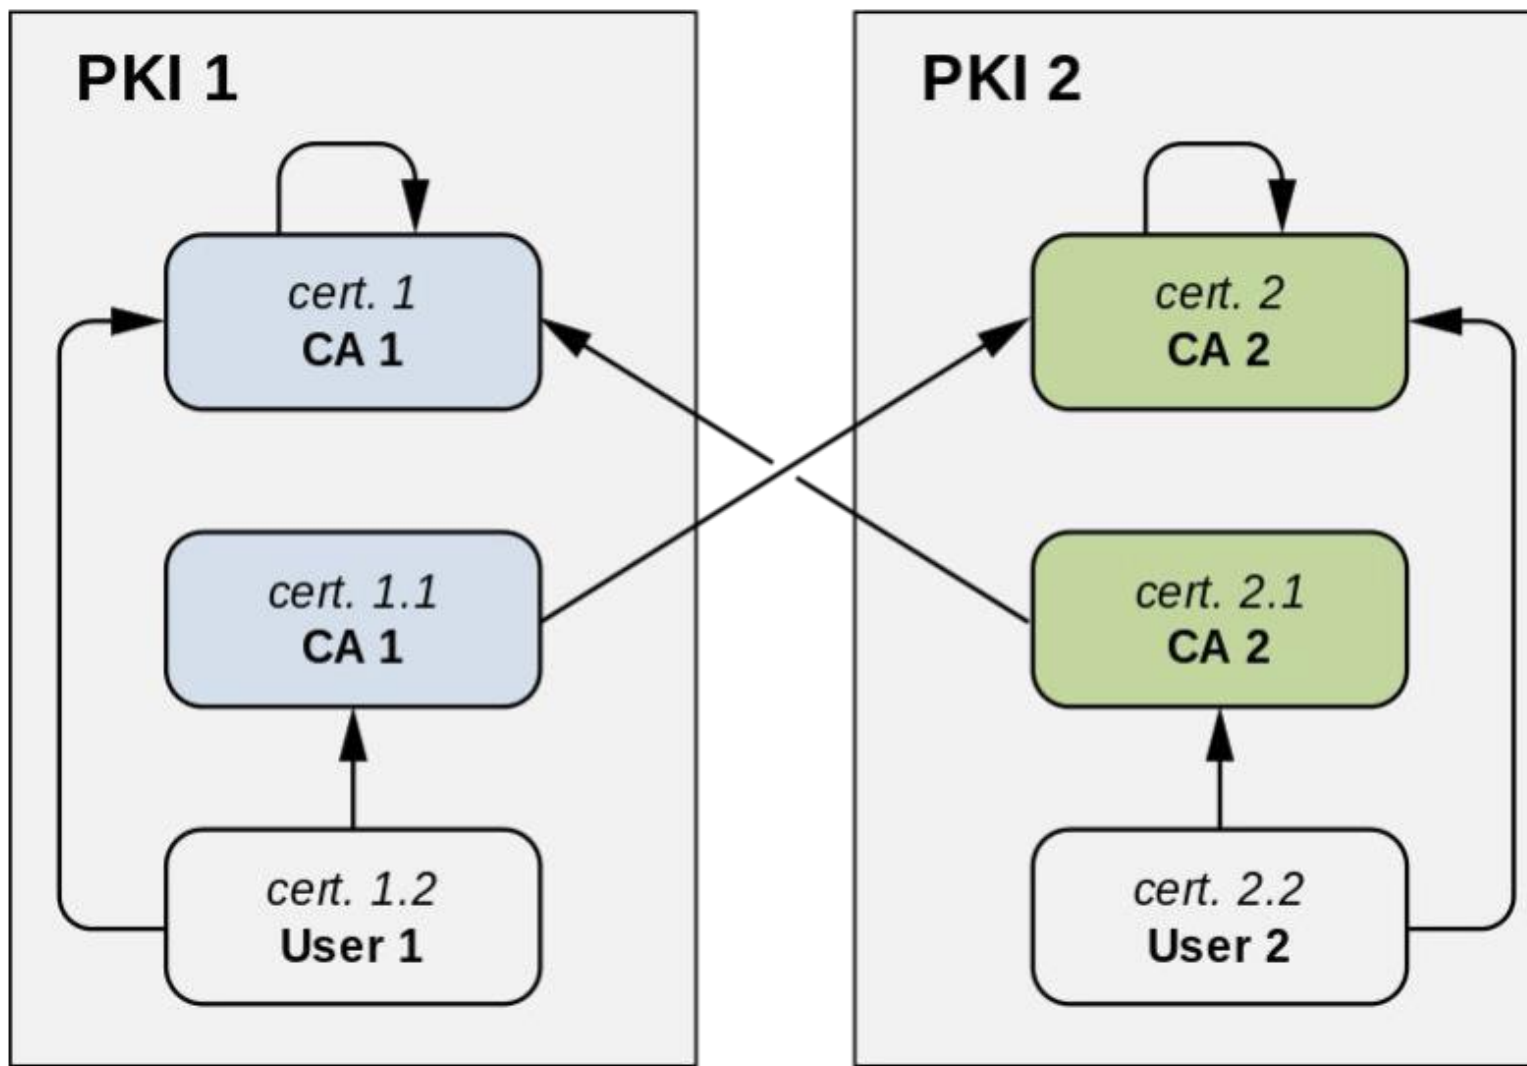 PKI 1
cert. 1
CA 1
cert. 1.1
CA 1
cert. 1.2
User 1
PKI 2
cert. 2
CA 2
cert. 2.1
CA 2
cert. 2.2
User 2